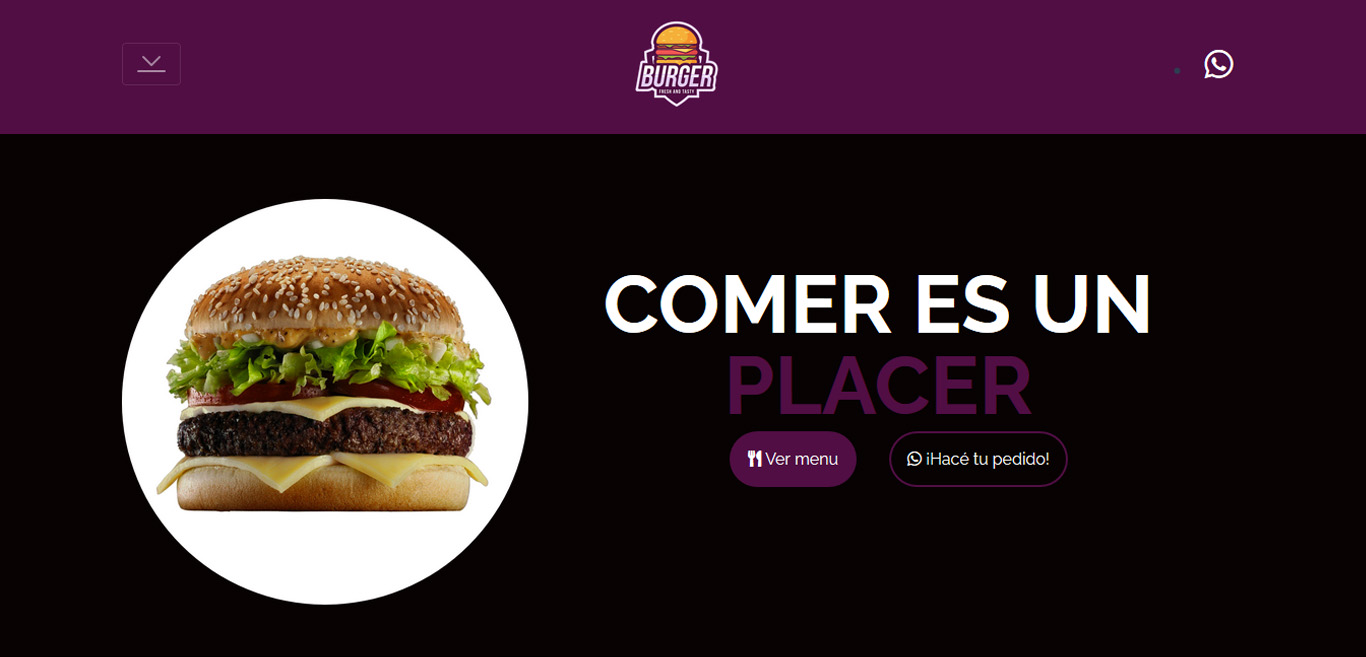 BURGER
FRESH AND TASTY
COMER ES UN
PLACER
Ver menu
¡Hacé tu pedido!